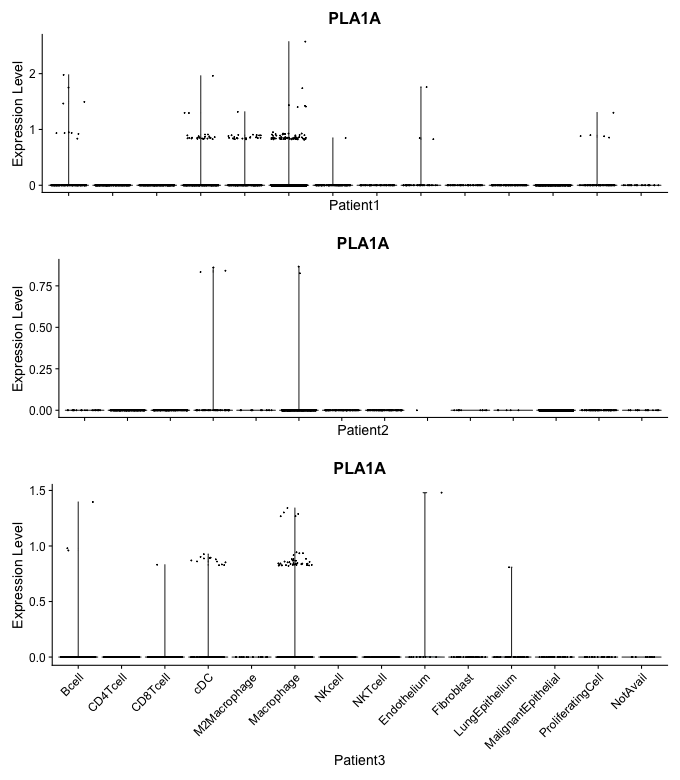 PLA1A
Expression Level
2
1
0
Patient1
PLA1A
Expression Level
0.75
0.50
0.25
0.00
Patient2
PLA1A
Expression Level
1.5
1.0
0.5
0.0
Bcell
CD4Tcell
CD8Tcell
cDC
M2Macrophage
Macrophage
NKcell
NKTcell
Endothelium
Fibroblast
LungEpithelium
MalignantEpithelial
ProliferatingCell
NotAvail
Patient3